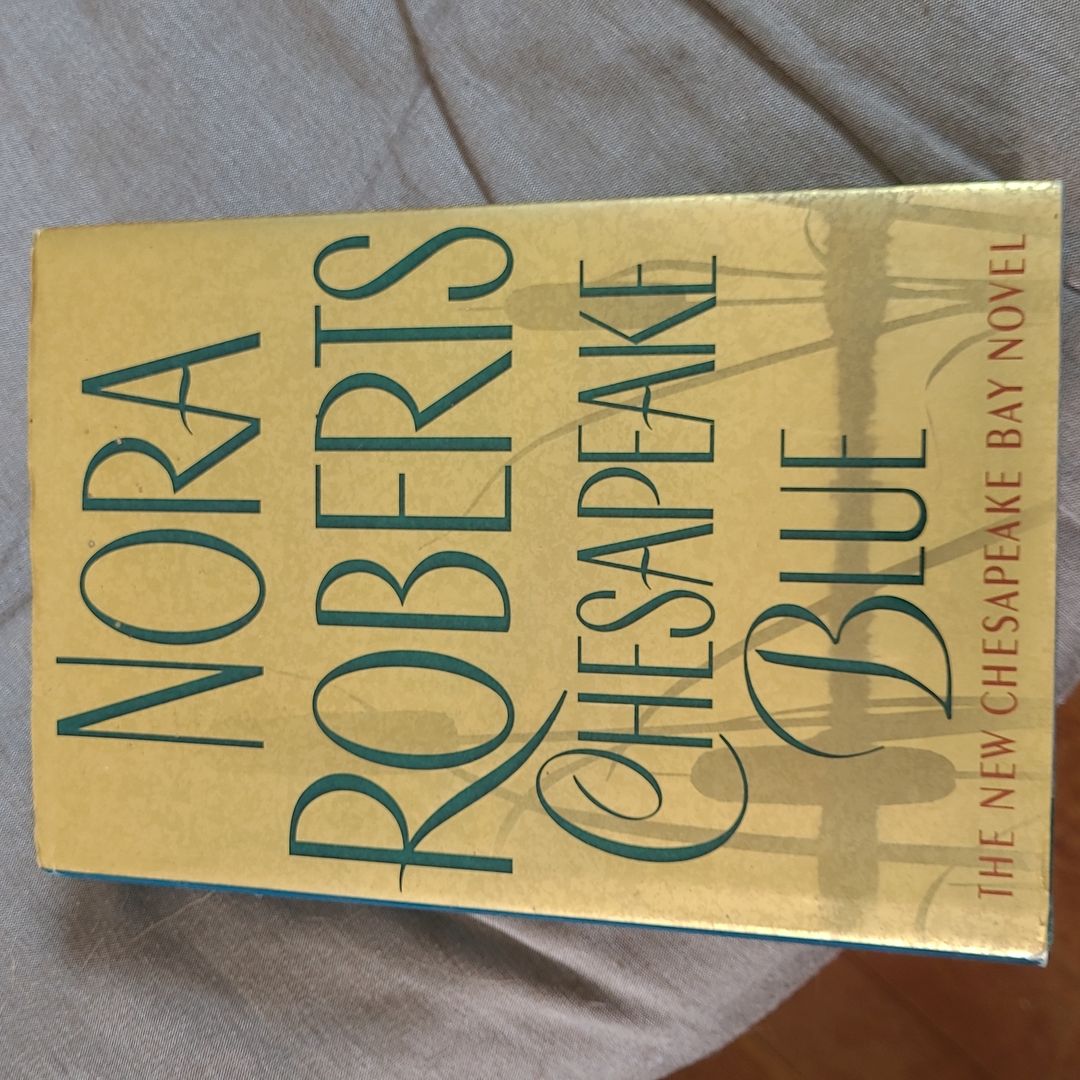 NORA
ROBERTS
CHESAPEAKE
BLUE
THE NEW CHESAPEAKE BAY NOVEL